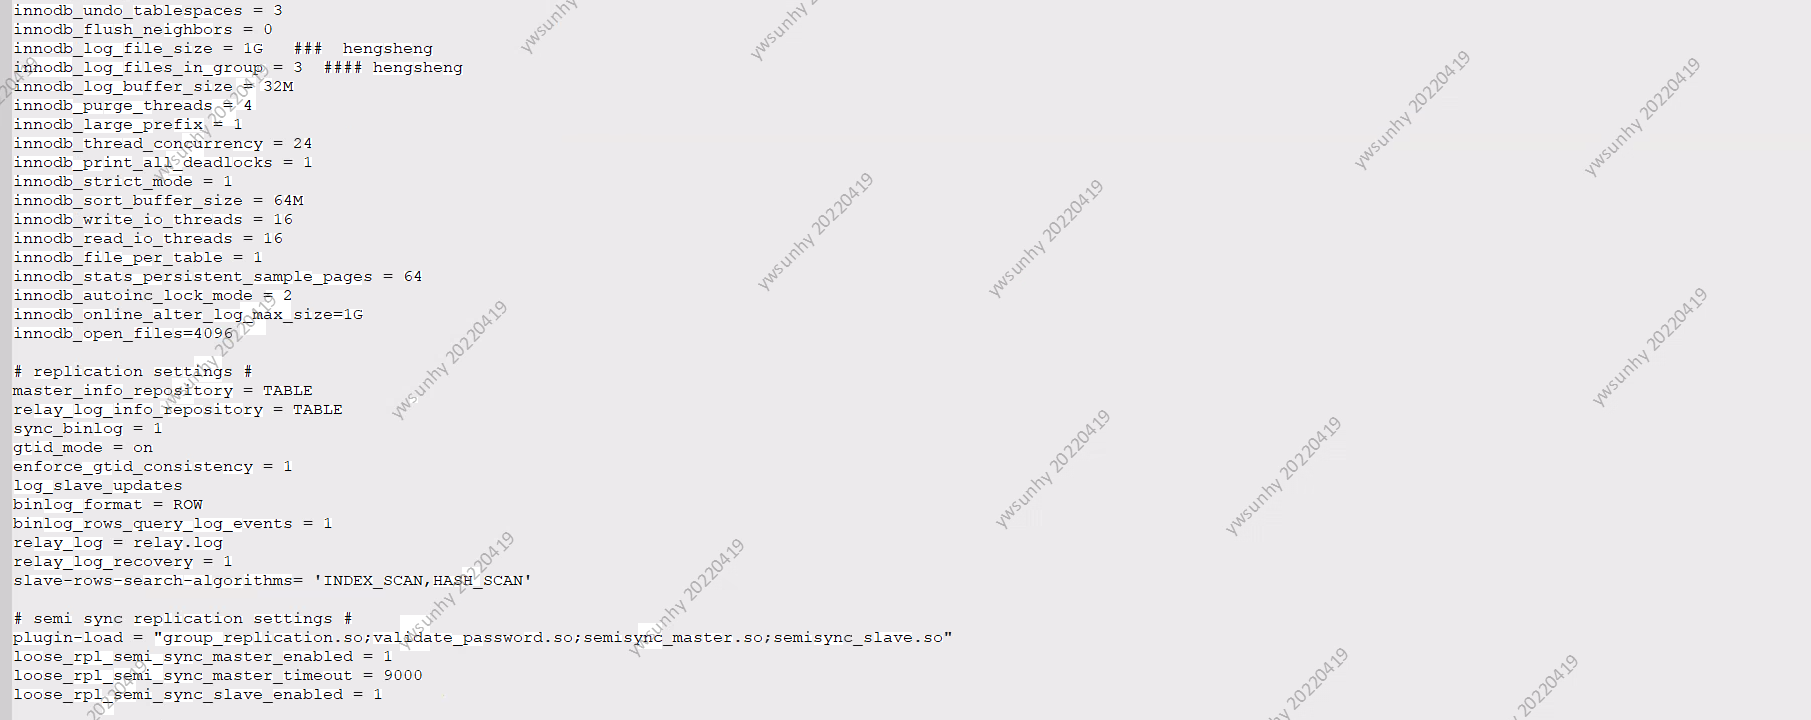 innodb_undo_tablespaces = 3
innodb_flush_neighbors = 0
innodb_log_file_size = 1G   ###  hengsheng
innodb_log_files_in_group = 3  #### hengsheng
innodb_log_buffer_size = 32M
innodb_purge_threads = 4
innodb_large_prefix = 1
innodb_thread_concurrency = 24
innodb_print_all_deadlocks = 1
innodb_strict_mode = 1
innodb_sort_buffer_size = 64M
innodb_write_io_threads = 16
innodb_read_io_threads = 16
innodb_file_per_table = 1
innodb_stats_persistent_sample_pages = 64
innodb_autoinc_lock_mode = 2
innodb_online_alter_log_max_size=1G
innodb_open_files=4096

# replication settings #
master_info_repository = TABLE
relay_log_info_repository = TABLE
sync_binlog = 1
gtid_mode = on
enforce_gtid_consistency = 1
log_slave_updates
binlog_format = ROW
binlog_rows_query_log_events = 1
relay_log = relay.log
relay_log_recovery = 1
slave-rows-search-algorithms= 'INDEX_SCAN,HASH_SCAN'

# semi sync replication settings #
plugin-load = "group_replication.so;validate_password.so;semisync_master.so;semisync_slave.so"
loose_rpl_semi_sync_master_enabled = 1
loose_rpl_semi_sync_master_timeout = 9000
loose_rpl_semi_sync_slave_enabled = 1
ywsunhy 20220419
ywsunhy 20220419
ywsunhy 20220419
ywsunhy 20220419
ywsunhy 20220419
ywsunhy 20220419
ywsunhy 20220419
ywsunhy 20220419
ywsunhy 20220419
ywsunhy 20220419
ywsunhy 20220419
ywsunhy 20220419
ywsunhy 20220419
ywsunhy 20220419